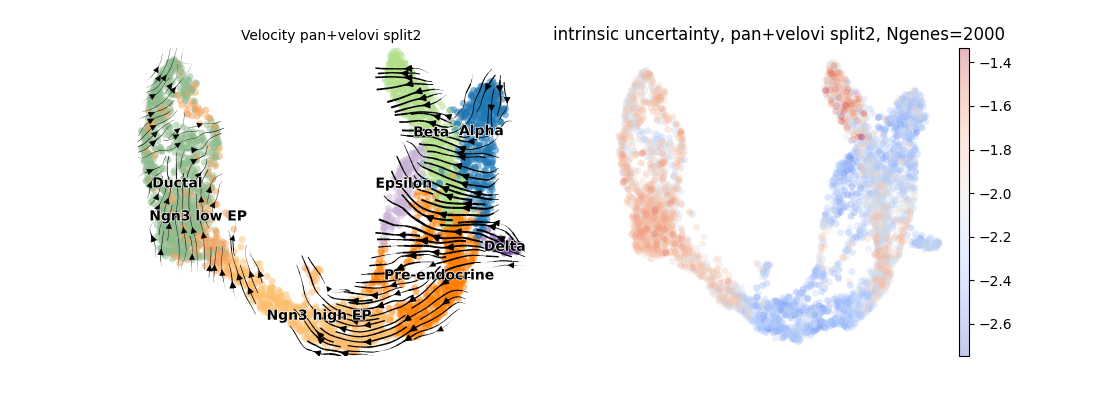 Velocity pan+velovi split2
Beta
Alpha
Epsilon
Ductal
Ngn3 low EP
Delta
Pre-endocrine
Ngn3 high EP
intrinsic uncertainty, pan+velovi split2, Ngenes=2000
−1.4
−1.6
−1.8
−2.0
−2.2
−2.4
−2.6